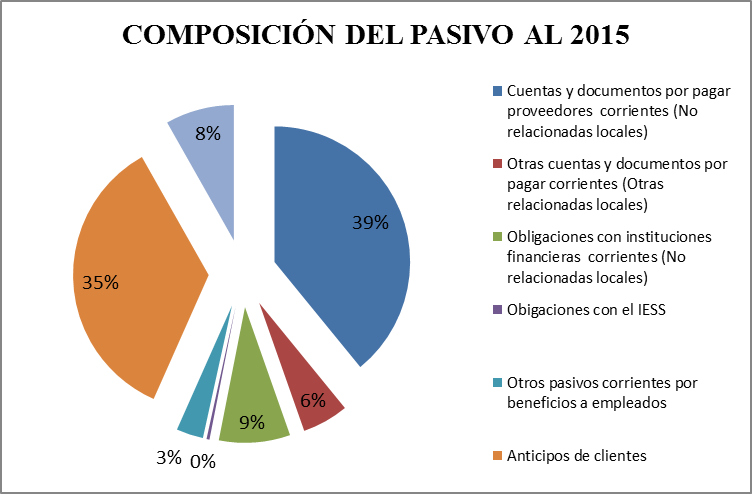 COMPOSICIÓN DEL PASIVO AL 2015
8%
39%
35%
6%
9%
3%
0%
Cuentas y documentos por pagar
proveedores corrientes (No
relacionadas locales)
Otras cuentas y documentos por
pagar corrientes (Otras
relacionadas locales)
Obligaciones con instituciones
financieras corrientes (No
relacionadas locales)
Obigaciones con el IESS
Otros pasivos corrientes por
beneficios a empleados
Anticipos de clientes